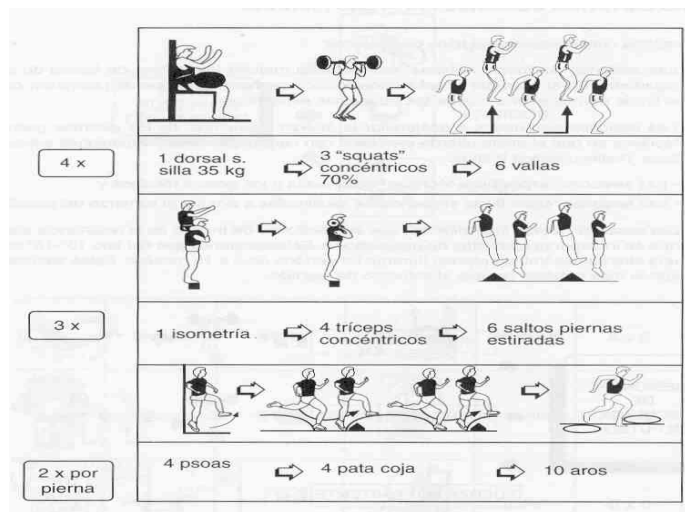 4 x
1 dorsal s.
silla 35 kg
3 "squats"
concéntricos
70%
6 vallas
3 x
1 isometría.
4 tríceps
concéntricos
6 saltos piernas
estiradas
2 x por
pierna
4 psoas
4 pata coja
10 aros